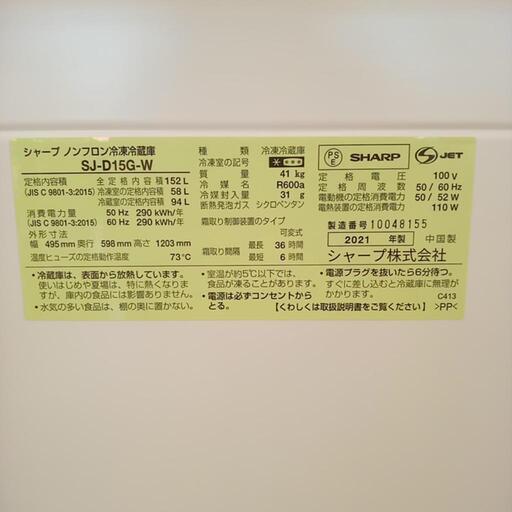 シャープ ノンフロン冷凍冷蔵庫
SJ-D15G-W
定格内容積
(JIS C 9801-3:2015)
全定格内容積 152 L
冷凍室の定格内容積 58 L
冷蔵室の定格内容積 94 L
消費電力量
(JIS C 9801-3:2015)
50 Hz 290 kWh/年
60 Hz 290 kWh/年
外形寸法
幅 495 mm 奥行 598 mm 高さ 1203 mm
温度ヒューズの定格動作温度 73℃
種類 冷凍冷蔵庫
冷凍室の記号
質量 41 kg
冷媒名 R600a
冷媒封入量 31 g
断熱発泡ガス シクロペンタン
霜取り制御装置のタイプ
可変式
霜取り間隔
最長 36 時間
最短 6 時間
PS
E
SHARP
S JET
定格電圧 100 V
定格周波数 50/60 Hz
電動機の定格消費電力 50/52 W
電熱装置の定格消費電力 110 W
製造番号 10048155
2021 年製 中国製
シャープ株式会社
•冷蔵庫は、表面から放熱しています。
使いはじめや夏場は、特に熱くなりま
すが、庫内の食品には影響ありません。
•水気の多い食品は、棚の奥に置かない。
•室温が約5℃以下では、
食品が凍ることがあります。
•電源は必ずコンセントから
とる。
•電源プラグを抜いたら6分待つ。
すぐに差し込むと冷蔵庫に無理が
かかります。
C413
【くわしくは取扱説明書をご覧ください】 >PP<